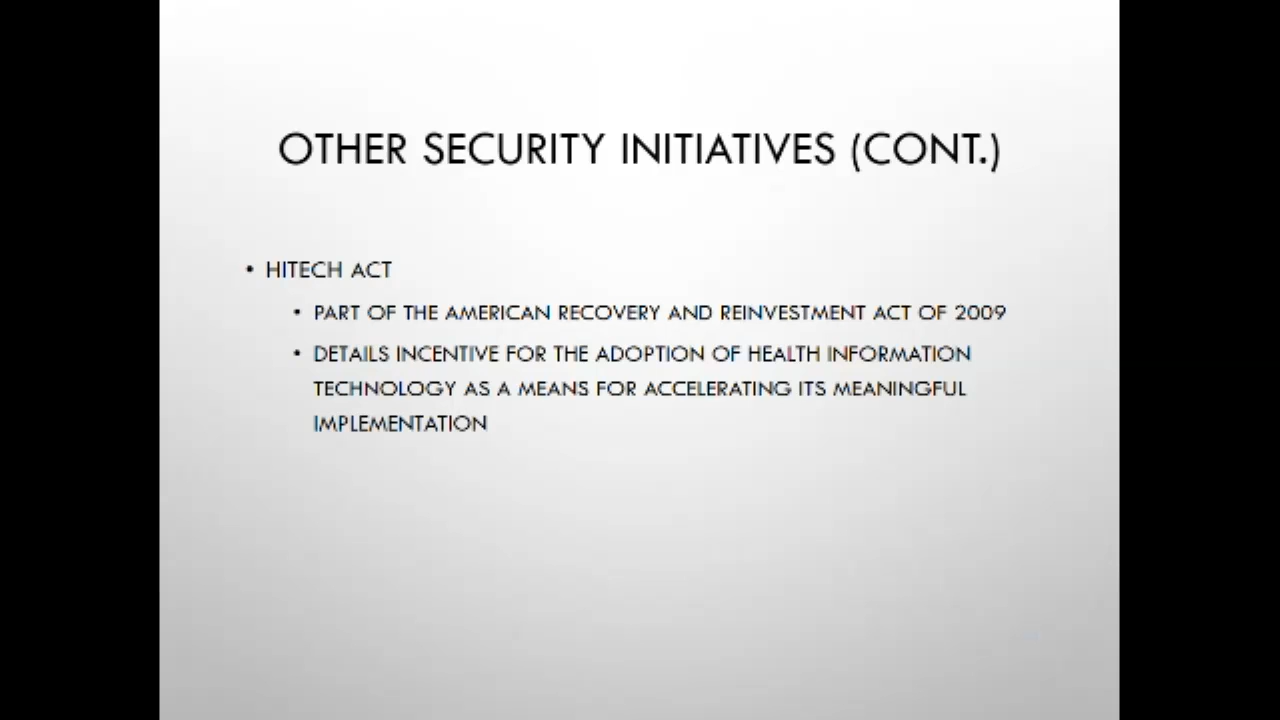 OTHER SECURITY INITIATIVES (CONT.)
• HITECH ACT
• PART OF THE AMERICAN RECOVERY AND REINVESTMENT ACT OF 2009
• DETAILS INCENTIVE FOR THE ADOPTION OF HEALTH INFORMATION
TECHNOLOGY AS A MEANS FOR ACCELERATING ITS MEANINGFUL
IMPLEMENTATION